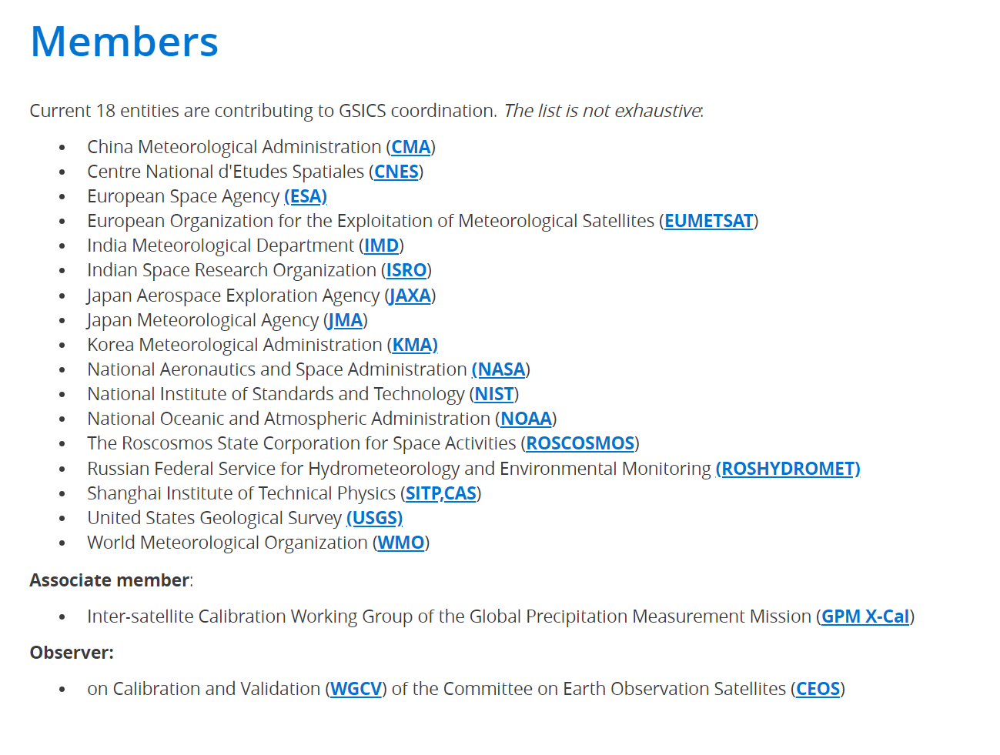 Members
Current 18 entities are contributing to GSICS coordination. The list is not exhaustive:
• China Meteorological Administration (CMA)
• Centre National d'Etudes Spatiales (CNES)
• European Space Agency (ESA)
• European Organization for the Exploitation of Meteorological Satellites (EUMETSAT)
• India Meteorological Department (IMD)
• Indian Space Research Organization (ISRO)
• Japan Aerospace Exploration Agency (JAXA)
• Japan Meteorological Agency (JMA)
• Korea Meteorological Administration (KMA)
• National Aeronautics and Space Administration (NASA)
• National Institute of Standards and Technology (NIST)
• National Oceanic and Atmospheric Administration (NOAA)
• The Roscosmos State Corporation for Space Activities (ROSCOSMOS)
• Russian Federal Service for Hydrometeorology and Environmental Monitoring (ROSHYDROMET)
• Shanghai Institute of Technical Physics (SITP,CAS)
• United States Geological Survey (USGS)
• World Meteorological Organization (WMO)
Associate member:
• Inter-satellite Calibration Working Group of the Global Precipitation Measurement Mission (GPM X-Cal)
Observer:
• on Calibration and Validation (WGCV) of the Committee on Earth Observation Satellites (CEOS)